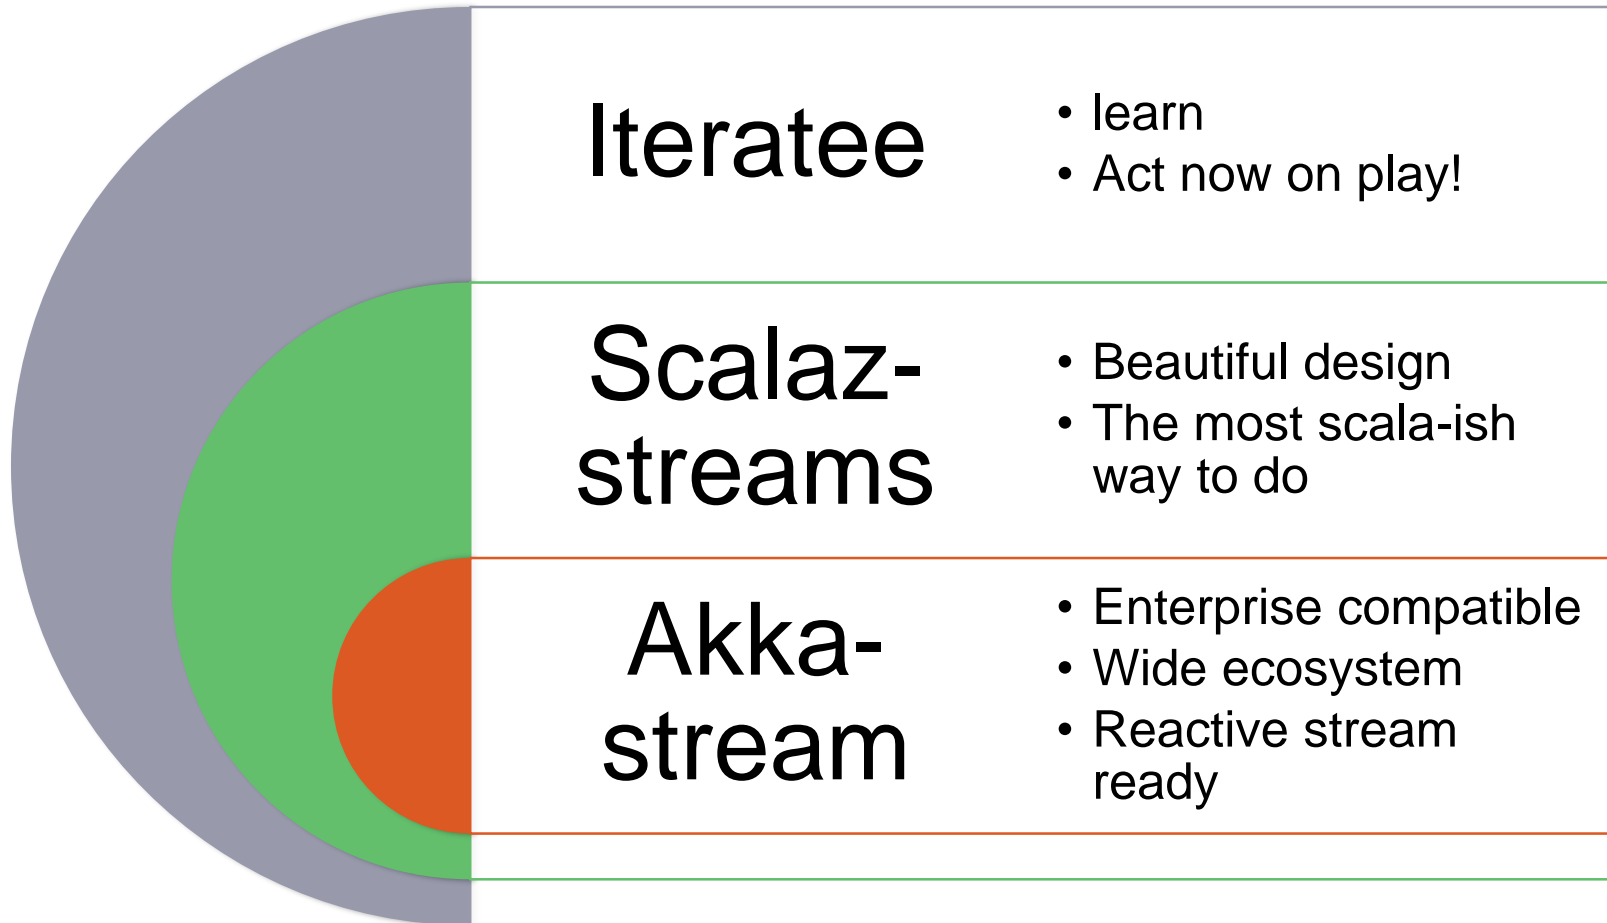 Iteratee
• learn
• Act now on play!
Scalaz-
streams
• Beautiful design
• The most scala-ish
way to do
Akka-
stream
• Enterprise compatible
• Wide ecosystem
• Reactive stream
ready